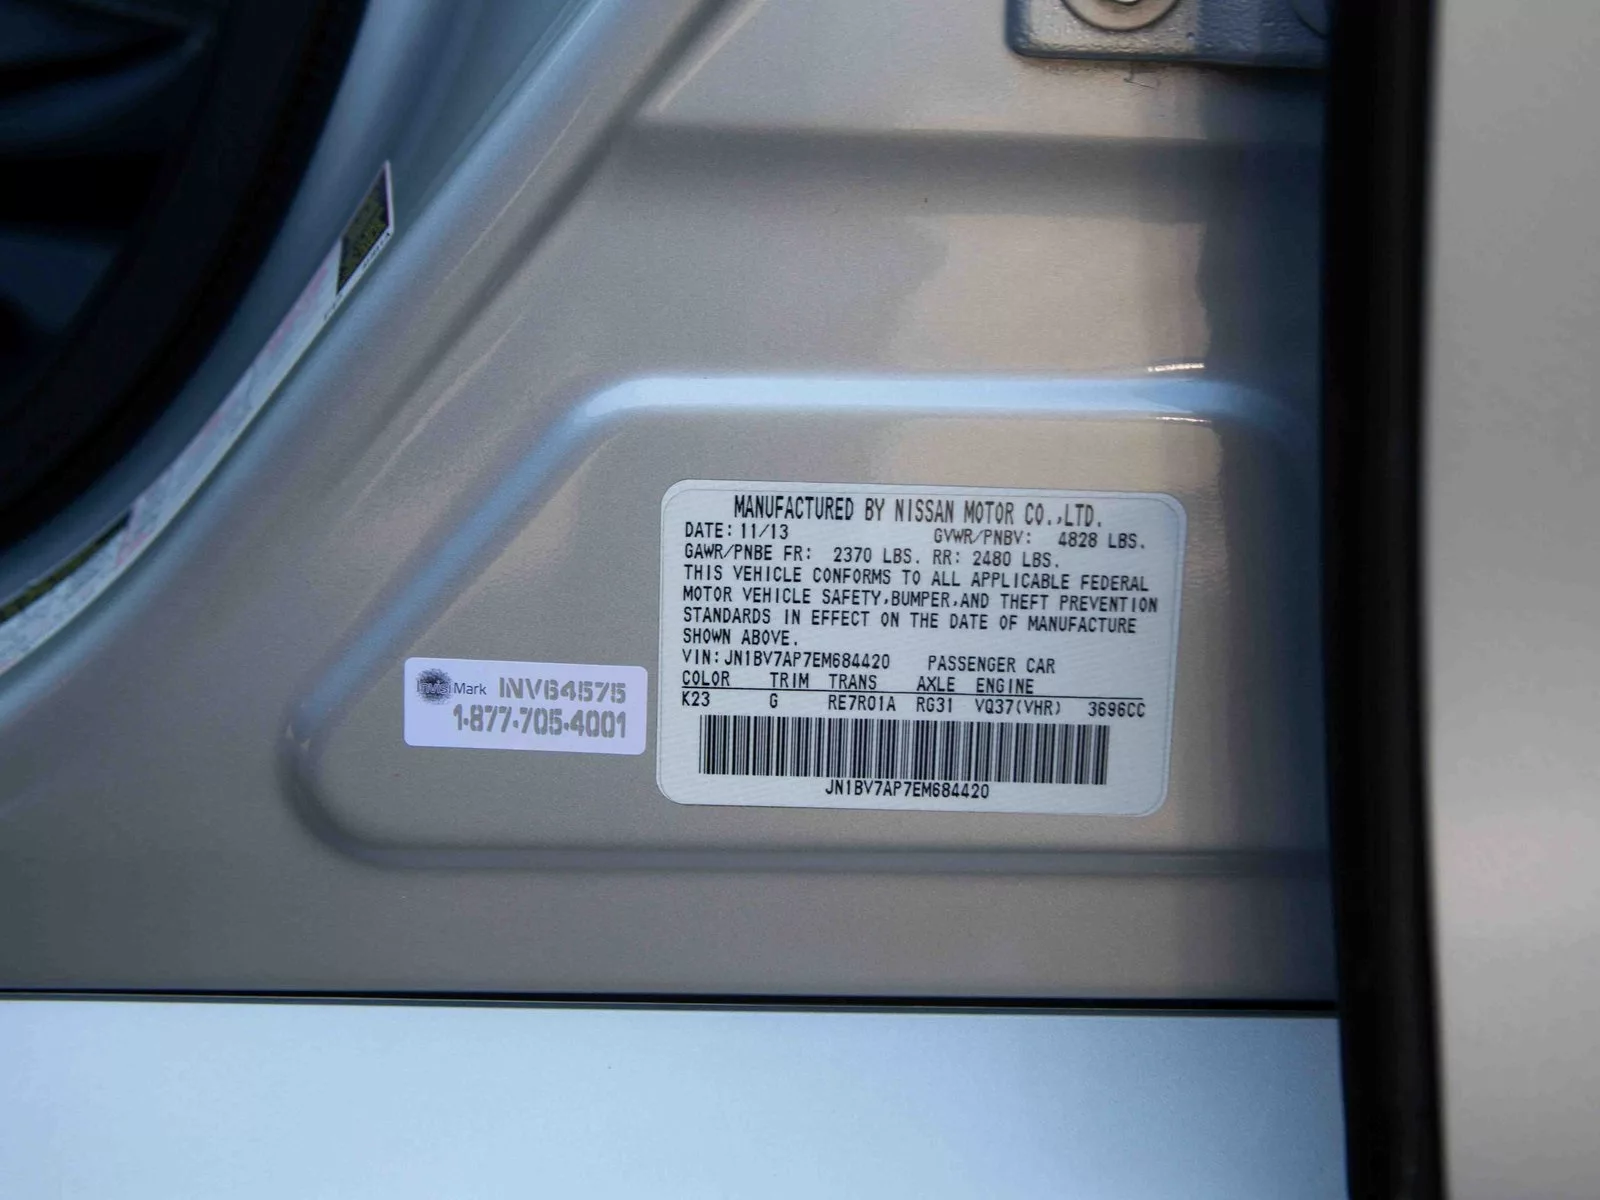 MANUFACTURED BY NISSAN MOTOR CO.,LTD.
DATE: 11/13 GVWR/PNBV: 4828 LBS.
GAWR/PNBE FR: 2370 LBS. RR: 2480 LBS.
THIS VEHICLE CONFORMS TO ALL APPLICABLE FEDERAL
MOTOR VEHICLE SAFETY,BUMPER,AND THEFT PREVENTION
STANDARDS IN EFFECT ON THE DATE OF MANUFACTURE
SHOWN ABOVE.
VIN: JN1BV7AP7EM684420 PASSENGER CAR
COLOR TRIM TRANS AXLE ENGINE
K23 G RE7R01A RG31 VQ37(VHR) 3696CC
JN1BV7AP7EM684420
Mark INV64575
1-877-705-4001